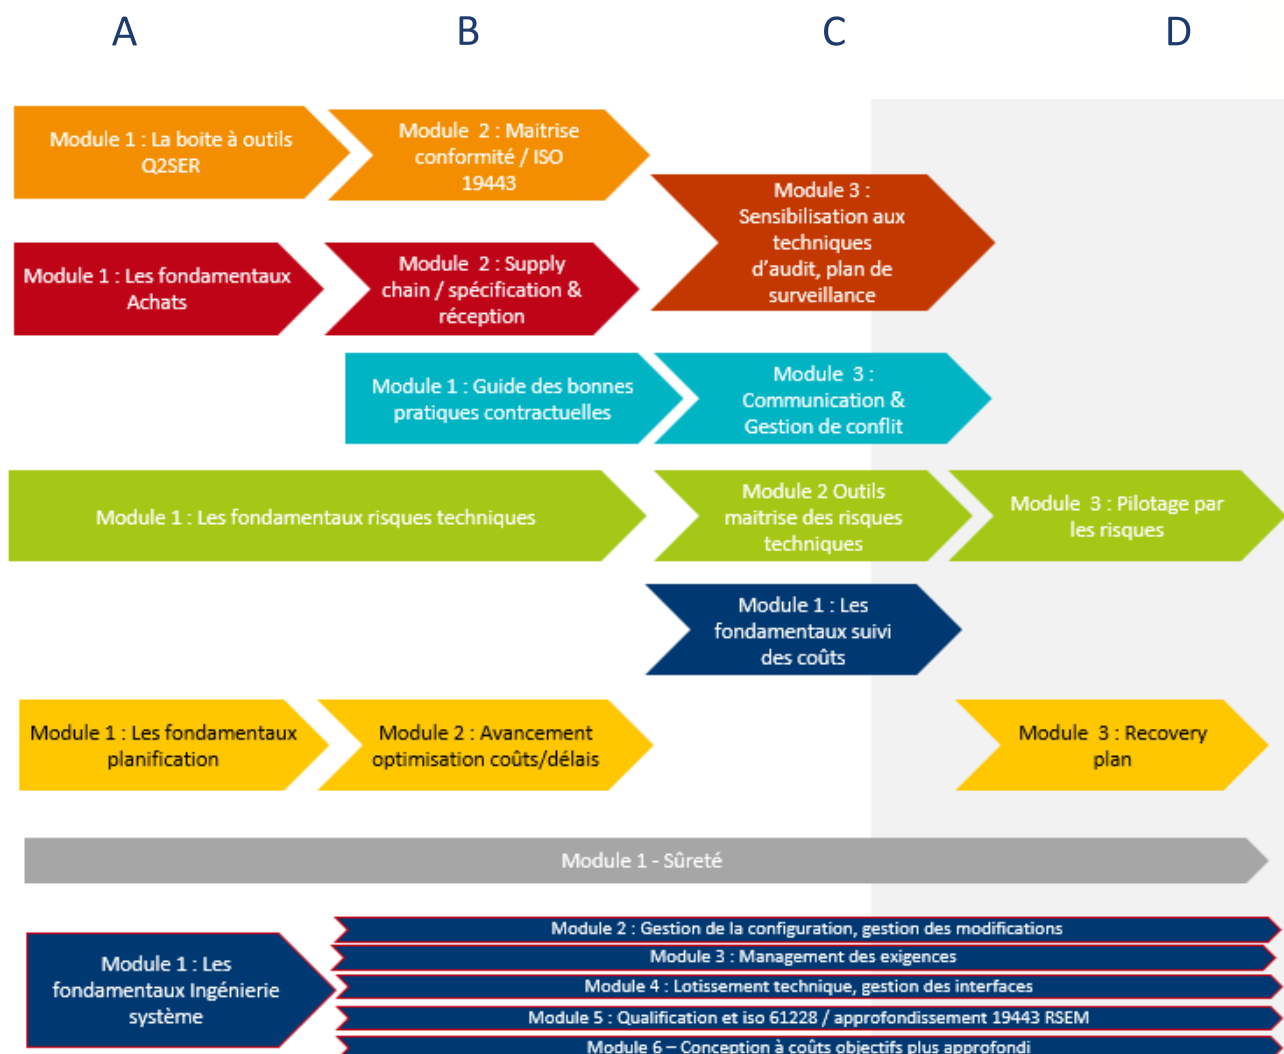 A
B
C
D
Module 1 : La boite à outils
Q2SER
Module  2 : Maitrise
conformité / ISO
19443
Module 3 :
Sensibilisation aux
techniques
d'audit, plan de
surveillance
Module 1 : Les fondamentaux
Achats
Module  2 : Supply
chain / spécification &
réception
Module 1 : Guide des bonnes
pratiques contractuelles
Module  3 :
Communication &
Gestion de conflit
Module 1 : Les fondamentaux risques techniques
Module 2 Outils
maitrise des risques
techniques
Module  3 : Pilotage par
les risques
Module 1 : Les
fondamentaux suivi
des coûts
Module 1 : Les fondamentaux
planification
Module 2 : Avancement
optimisation coûts/délais
Module  3 : Recovery
plan
Module 1 - Sûreté
Module 1 : Les
fondamentaux Ingénierie
système
Module 2 : Gestion de la configuration, gestion des modifications
Module 3 : Management des exigences
Module 4 : Lotissement technique, gestion des interfaces
Module 5 : Qualification et iso 61228 / approfondissement 19443 RSEM
Module 6 – Conception à coûts objectifs plus approfondi